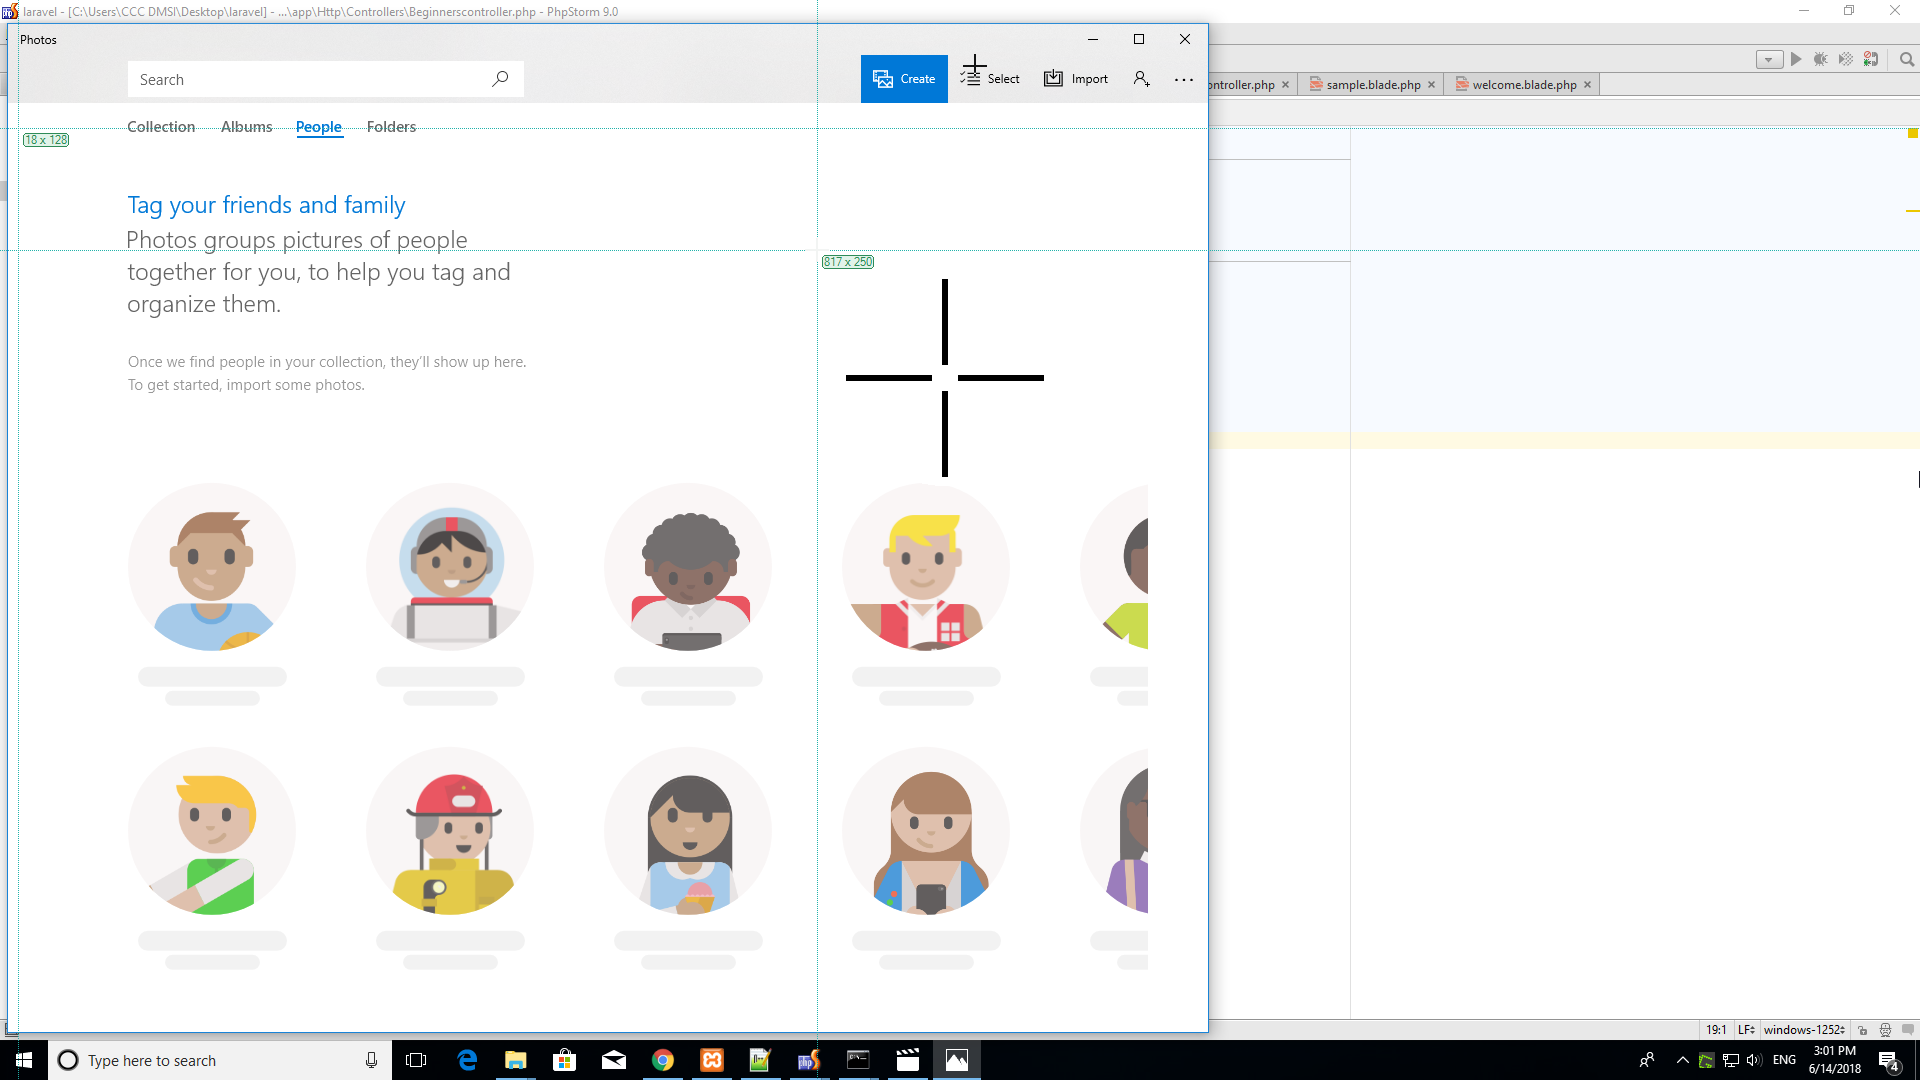 laravel - [C:\Users\CCC DMSI\Desktop\laravel] - ...\app\Http\Controllers\Beginnerscontroller.php - PhpStorm 9.0
Photos
Search
Create
Select
Import
ontroller.php
sample.blade.php
welcome.blade.php
Collection
Albums
People
Folders
18 x 128
Tag your friends and family
Photos groups pictures of people
together for you, to help you tag and
organize them.
817 x 250
Once we find people in your collection, they'll show up here.
To get started, import some photos.
19:1
LF
windows-1252
Type here to search
ENG
3:01 PM
6/14/2018
4